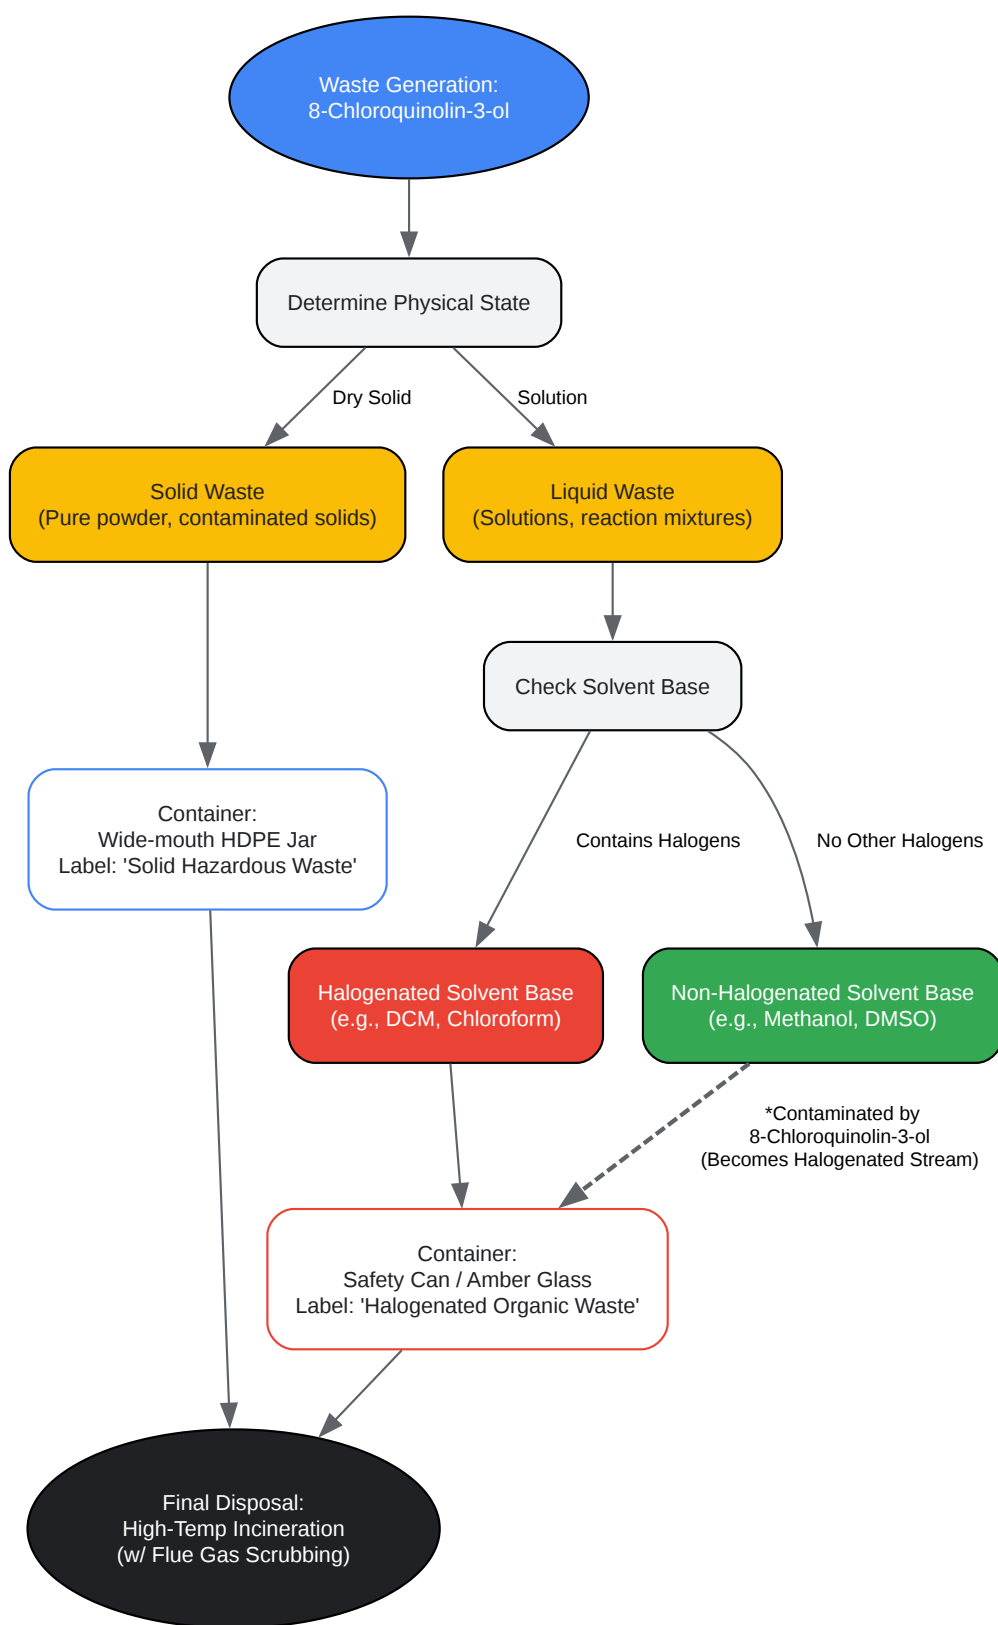 Waste Generation:
8-Chloroquinolin-3-ol
Determine Physical State
Dry Solid
Solution
Solid Waste
(Pure powder, contaminated solids)
Liquid Waste
(Solutions, reaction mixtures)
Check Solvent Base
Container:
Wide-mouth HDPE Jar
Label: 'Solid Hazardous Waste'
Contains Halogens
No Other Halogens
Halogenated Solvent Base
(e.g., DCM, Chloroform)
Non-Halogenated Solvent Base
(e.g., Methanol, DMSO)
*Contaminated by
8-Chloroquinolin-3-ol
(Becomes Halogenated Stream)
Container:
Safety Can / Amber Glass
Label: 'Halogenated Organic Waste'
Final Disposal:
High-Temp Incineration
(w/ Flue Gas Scrubbing)